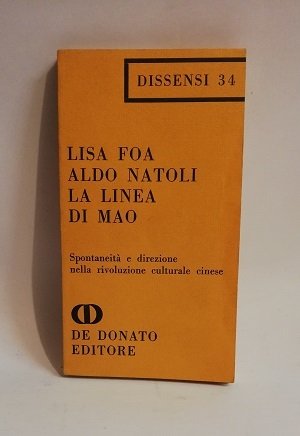 DISSENSI 34
LISA FOA
ALDO NATOLI
LA LINEA
DI MAO
Spontaneità e direzione
nella rivoluzione culturale cinese
DE DONATO
EDITORE